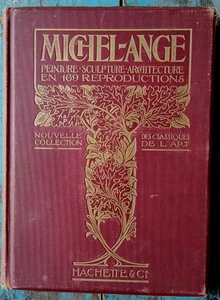 MICHEL-ANGE
PEINTURE · SCULPTURE · ARCHITECTURE
EN 169 REPRODUCTIONS
NOUVELLE
COLLECTION
DES CLASSIQUES
DE L'ART
HACHETTE & Cie